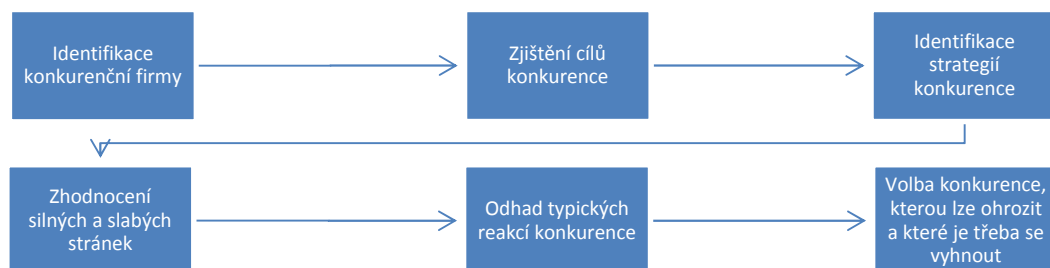 Identifikace
konkurenční firmy
Zjištění cílů
konkurence
Identifikace
strategií
konkurence
Zhodnocení
silných a slabých
stránek
Odhad typických
reakcí konkurence
Volba konkurence,
kterou lze ohrozit
a které je třeba se
vyhnout